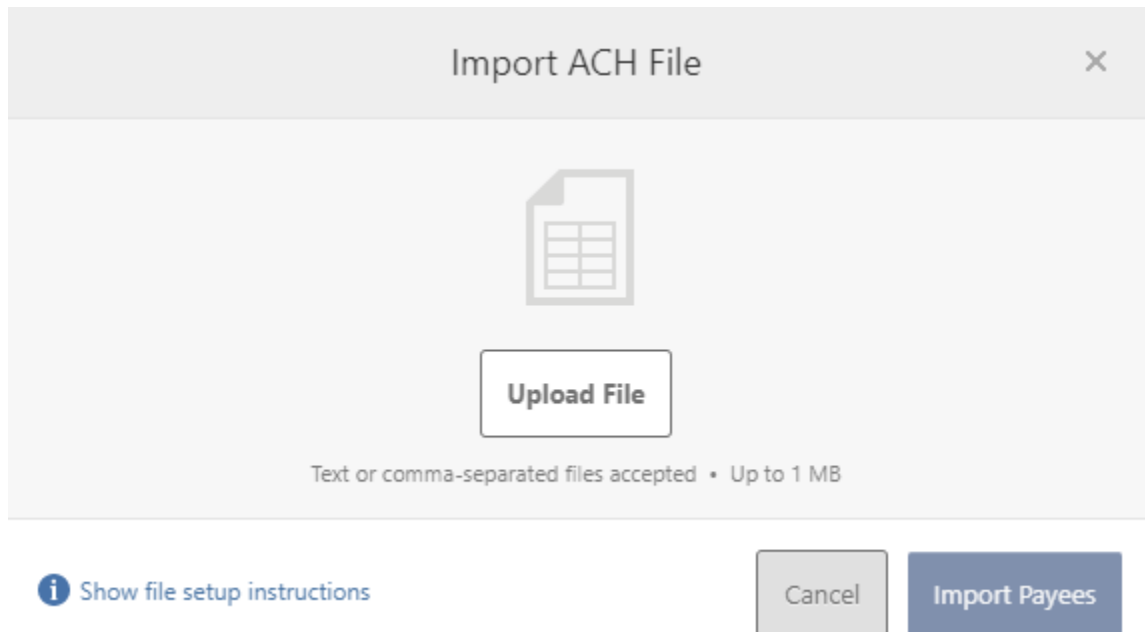 Import ACH File
Upload File
Text or comma-separated files accepted • Up to 1 MB
Show file setup instructions
Cancel
Import Payees